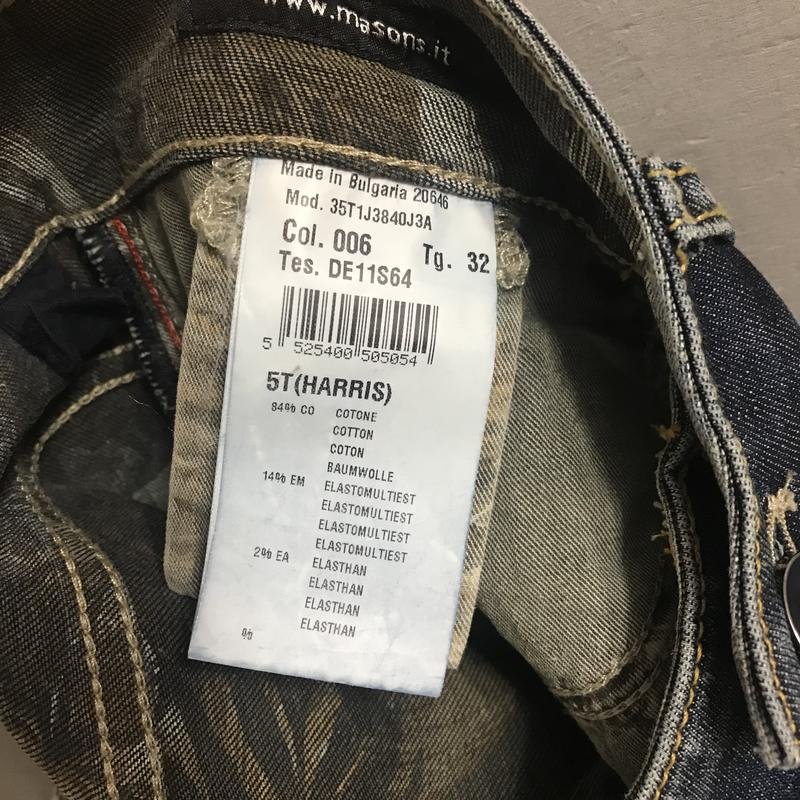 www.masons.it
Made in Bulgaria 20646
Mod. 35T1J3840J3A
Col. 006 Tg. 32
Tes. DE11S64
5 525400 505054
5T(HARRIS)
84% CO COTONE
COTTON
COTON
BAUMWOLLE
14% EM ELASTOMULTIEST
ELASTOMULTIEST
ELASTOMULTIEST
ELASTOMULTIEST
2% EA ELASTHAN
ELASTHAN
ELASTHAN
ELASTHAN
%